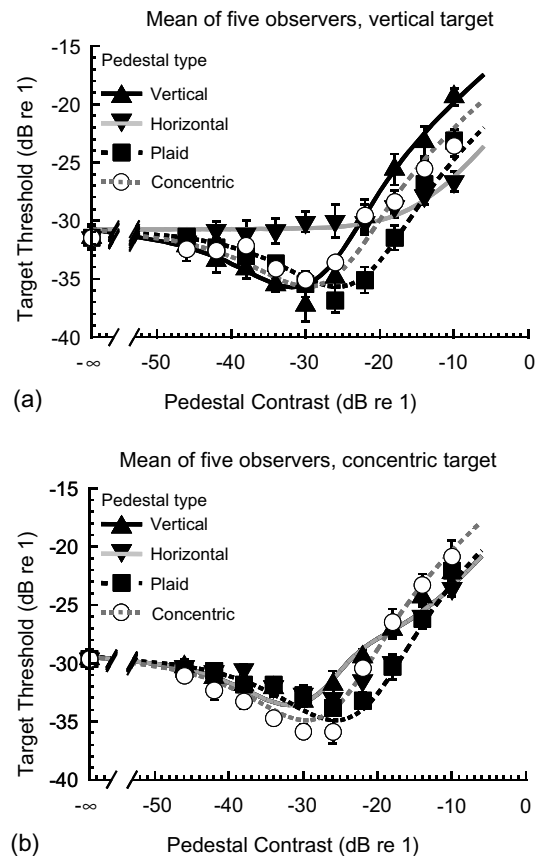 Mean of five observers, vertical target
-15
Pedestal type
Vertical
-20
Horizontal
Plaid
-25
Concentric
-30
-35
-40
Target Threshold (dB re 1)
-∞ -50 -40 -30 -20 -10 0
(a) Pedestal Contrast (dB re 1)
Mean of five observers, concentric target
-15
Pedestal type
Vertical
-20
Horizontal
Plaid
-25
Concentric
-30
-35
-40
Target Threshold (dB re 1)
-∞ -50 -40 -30 -20 -10 0
(b) Pedestal Contrast (dB re 1)